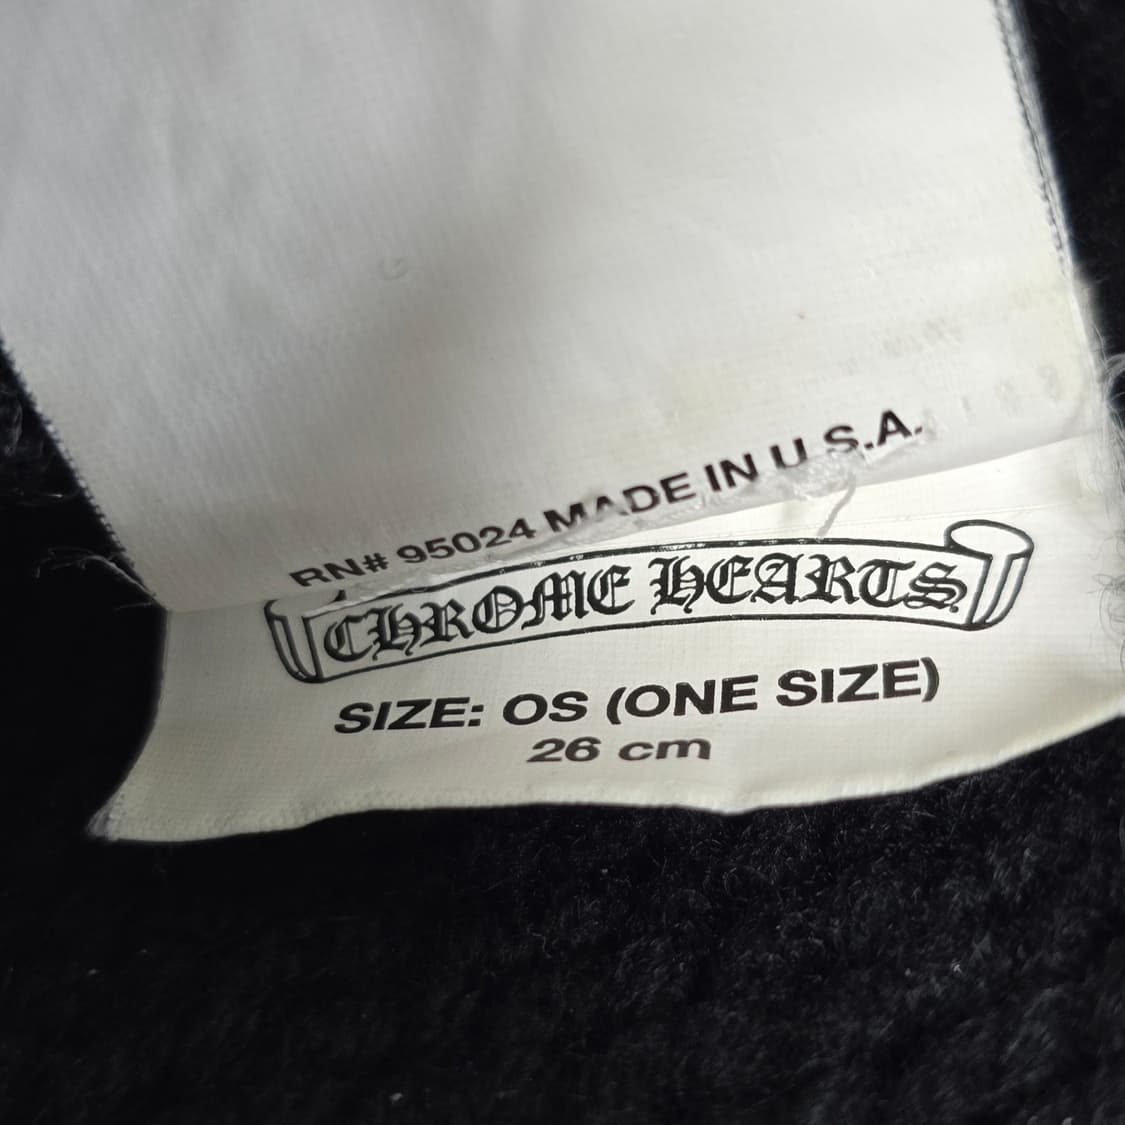 RN# 95024 MADE IN U.S.A.
CHROME HEARTS
SIZE: OS (ONE SIZE)
26 cm